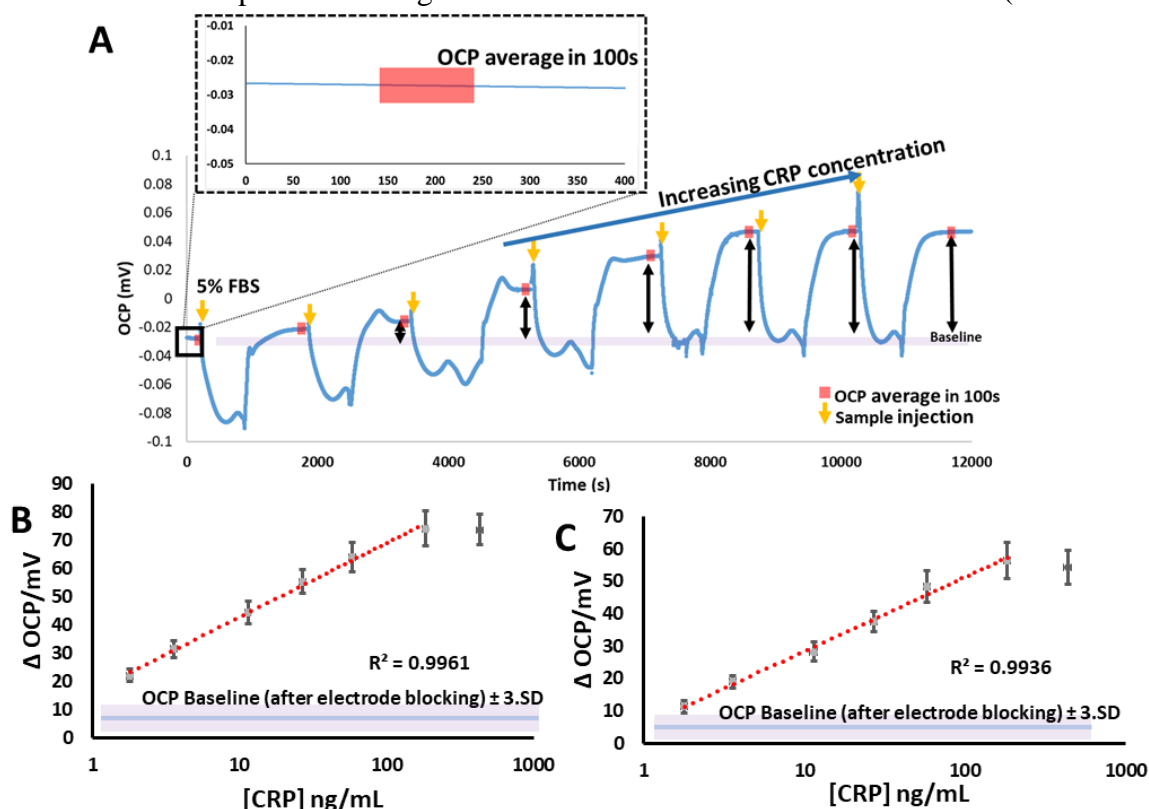 A
OCP average in 100s
-0.01
-0.02
-0.03
-0.04
-0.05
0 50 100 150 200 250 300 350 400
0.1
0.08
0.06
0.04
0.02
0
-0.02
-0.04
-0.06
-0.08
-0.1
OCP (mV)
5% FBS
Increasing CRP concentration
Baseline
OCP average in 100s
Sample injection
0 2000 4000 6000 8000 10000 12000
Time (s)
B
90
80
70
60
50
40
30
20
10
0
Δ OCP/mV
R² = 0.9961
OCP Baseline (after electrode blocking) ± 3.SD
1 10 100 1000
[CRP] ng/mL
C
70
60
50
40
30
20
10
0
Δ OCP/mV
R² = 0.9936
OCP Baseline (after electrode blocking) ± 3.SD
1 10 100 1000
[CRP] ng/mL